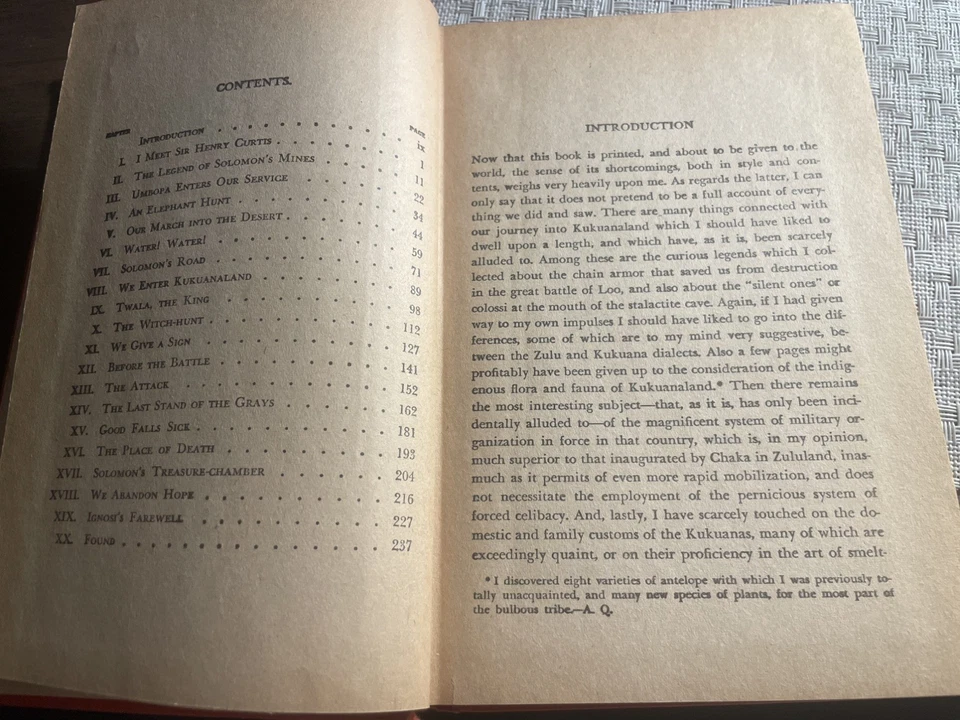 CONTENTS.
CHAPTER PAGE
INTRODUCTION ix
I. I MEET SIR HENRY CURTIS 1
II. THE LEGEND OF SOLOMON'S MINES 11
III. UMBOPA ENTERS OUR SERVICE 22
IV. AN ELEPHANT HUNT 34
V. OUR MARCH INTO THE DESERT 44
VI. WATER! WATER! 59
VII. SOLOMON'S ROAD 71
VIII. WE ENTER KUKUANALAND 89
IX. TWALA, THE KING 98
X. THE WITCH-HUNT 112
XI. WE GIVE A SIGN 127
XII. BEFORE THE BATTLE 141
XIII. THE ATTACK 152
XIV. THE LAST STAND OF THE GRAYS 162
XV. GOOD FALLS SICK 181
XVI. THE PLACE OF DEATH 193
XVII. SOLOMON'S TREASURE-CHAMBER 204
XVIII. WE ABANDON HOPE 216
XIX. IGNOSI'S FAREWELL 227
XX. FOUND 237
INTRODUCTION
Now that this book is printed, and about to be given to the
world, the sense of its shortcomings, both in style and con-
tents, weighs very heavily upon me. As regards the latter, I can
only say that it does not pretend to be a full account of every-
thing we did and saw. There are many things connected with
our journey into Kukuanaland which I should have liked to
dwell upon a length, and which have, as it is, been scarcely
alluded to. Among these are the curious legends which I col-
lected about the chain armor that saved us from destruction
in the great battle of Loo, and also about the "silent ones" or
colossi at the mouth of the stalactite cave. Again, if I had given
way to my own impulses I should have liked to go into the dif-
ferences, some of which are to my mind very suggestive, be-
tween the Zulu and Kukuana dialects. Also a few pages might
profitably have been given up to the consideration of the indig-
enous flora and fauna of Kukuanaland.* Then there remains
the most interesting subject—that, as it is, has only been inci-
dentally alluded to—of the magnificent system of military or-
ganization in force in that country, which is, in my opinion,
much superior to that inaugurated by Chaka in Zululand, inas-
much as it permits of even more rapid mobilization, and does
not necessitate the employment of the pernicious system of
forced celibacy. And, lastly, I have scarcely touched on the do-
mestic and family customs of the Kukuanas, many of which are
exceedingly quaint, or on their proficiency in the art of smelt-
* I discovered eight varieties of antelope with which I was previously to-
tally unacquainted, and many new species of plants, for the most part of
the bulbous tribe.—A. Q.